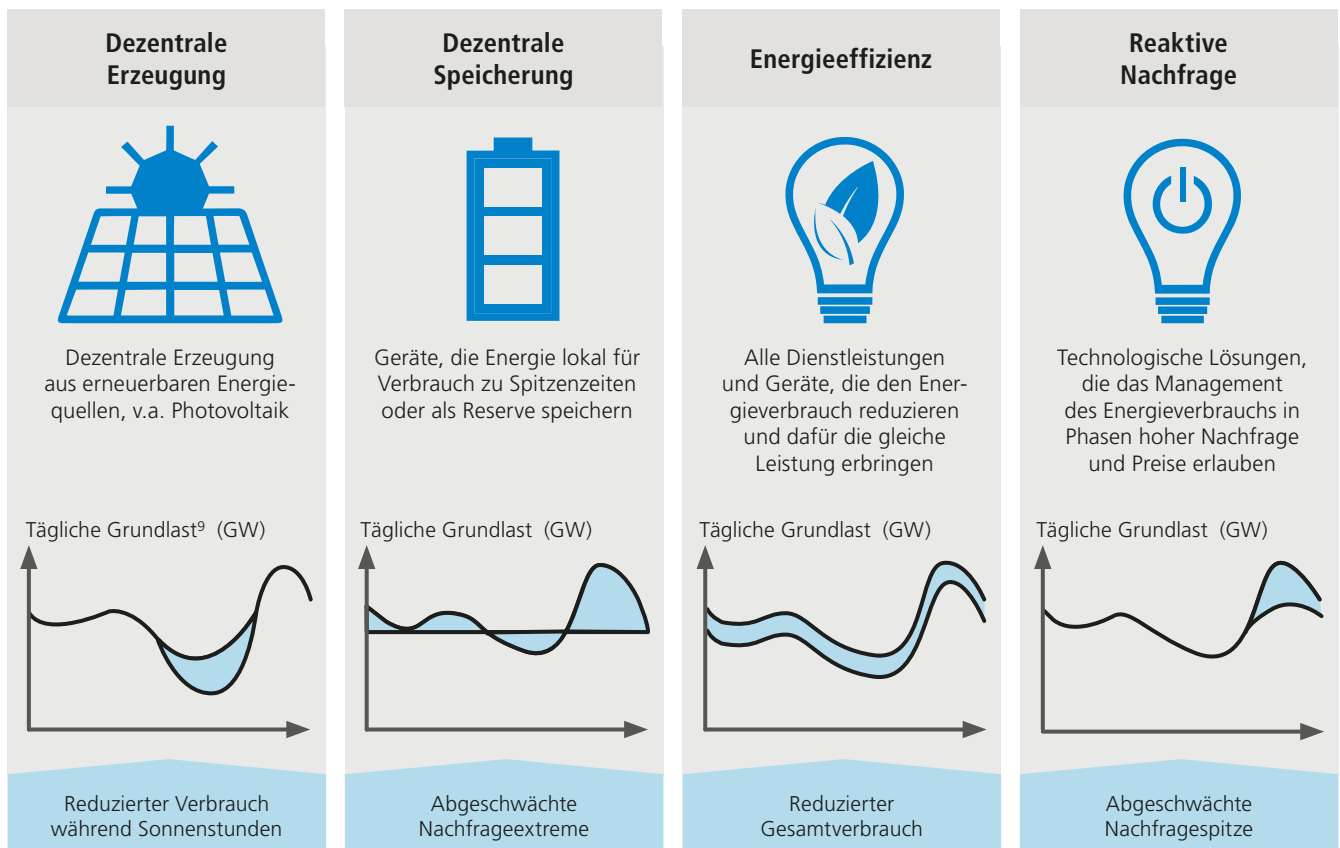 Dezentrale
Erzeugung
Dezentrale Erzeugung
aus erneuerbaren Energie-
quellen, v.a. Photovoltaik
Tägliche Grundlast⁹ (GW)
Reduzierter Verbrauch
während Sonnenstunden
Dezentrale
Speicherung
Geräte, die Energie lokal für
Verbrauch zu Spitzenzeiten
oder als Reserve speichern
Tägliche Grundlast (GW)
Abgeschwächte
Nachfrageextreme
Energieeffizienz
Alle Dienstleistungen
und Geräte, die den Ener-
gieverbrauch reduzieren
und dafür die gleiche
Leistung erbringen
Tägliche Grundlast (GW)
Reduzierter
Gesamtverbrauch
Reaktive
Nachfrage
Technologische Lösungen,
die das Management
des Energieverbrauchs in
Phasen hoher Nachfrage
und Preise erlauben
Tägliche Grundlast (GW)
Abgeschwächte
Nachfragespitze